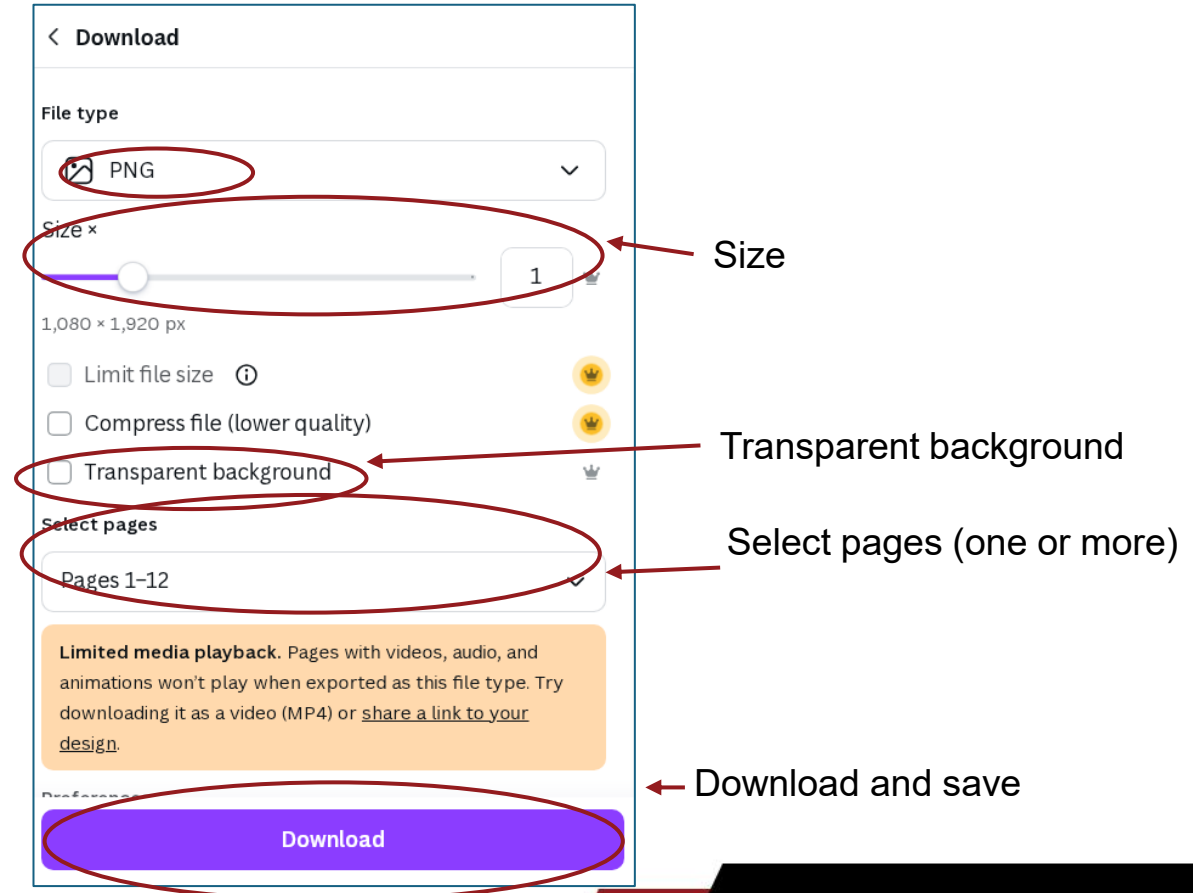 Download
File type
PNG
Size ×
1
1,080 × 1,920 px
Limit file size
Compress file (lower quality)
Transparent background
Select pages
Pages 1–12
Limited media playback. Pages with videos, audio, and
animations won't play when exported as this file type. Try
downloading it as a video (MP4) or share a link to your
design.
Download
Size
Transparent background
Select pages (one or more)
Download and save